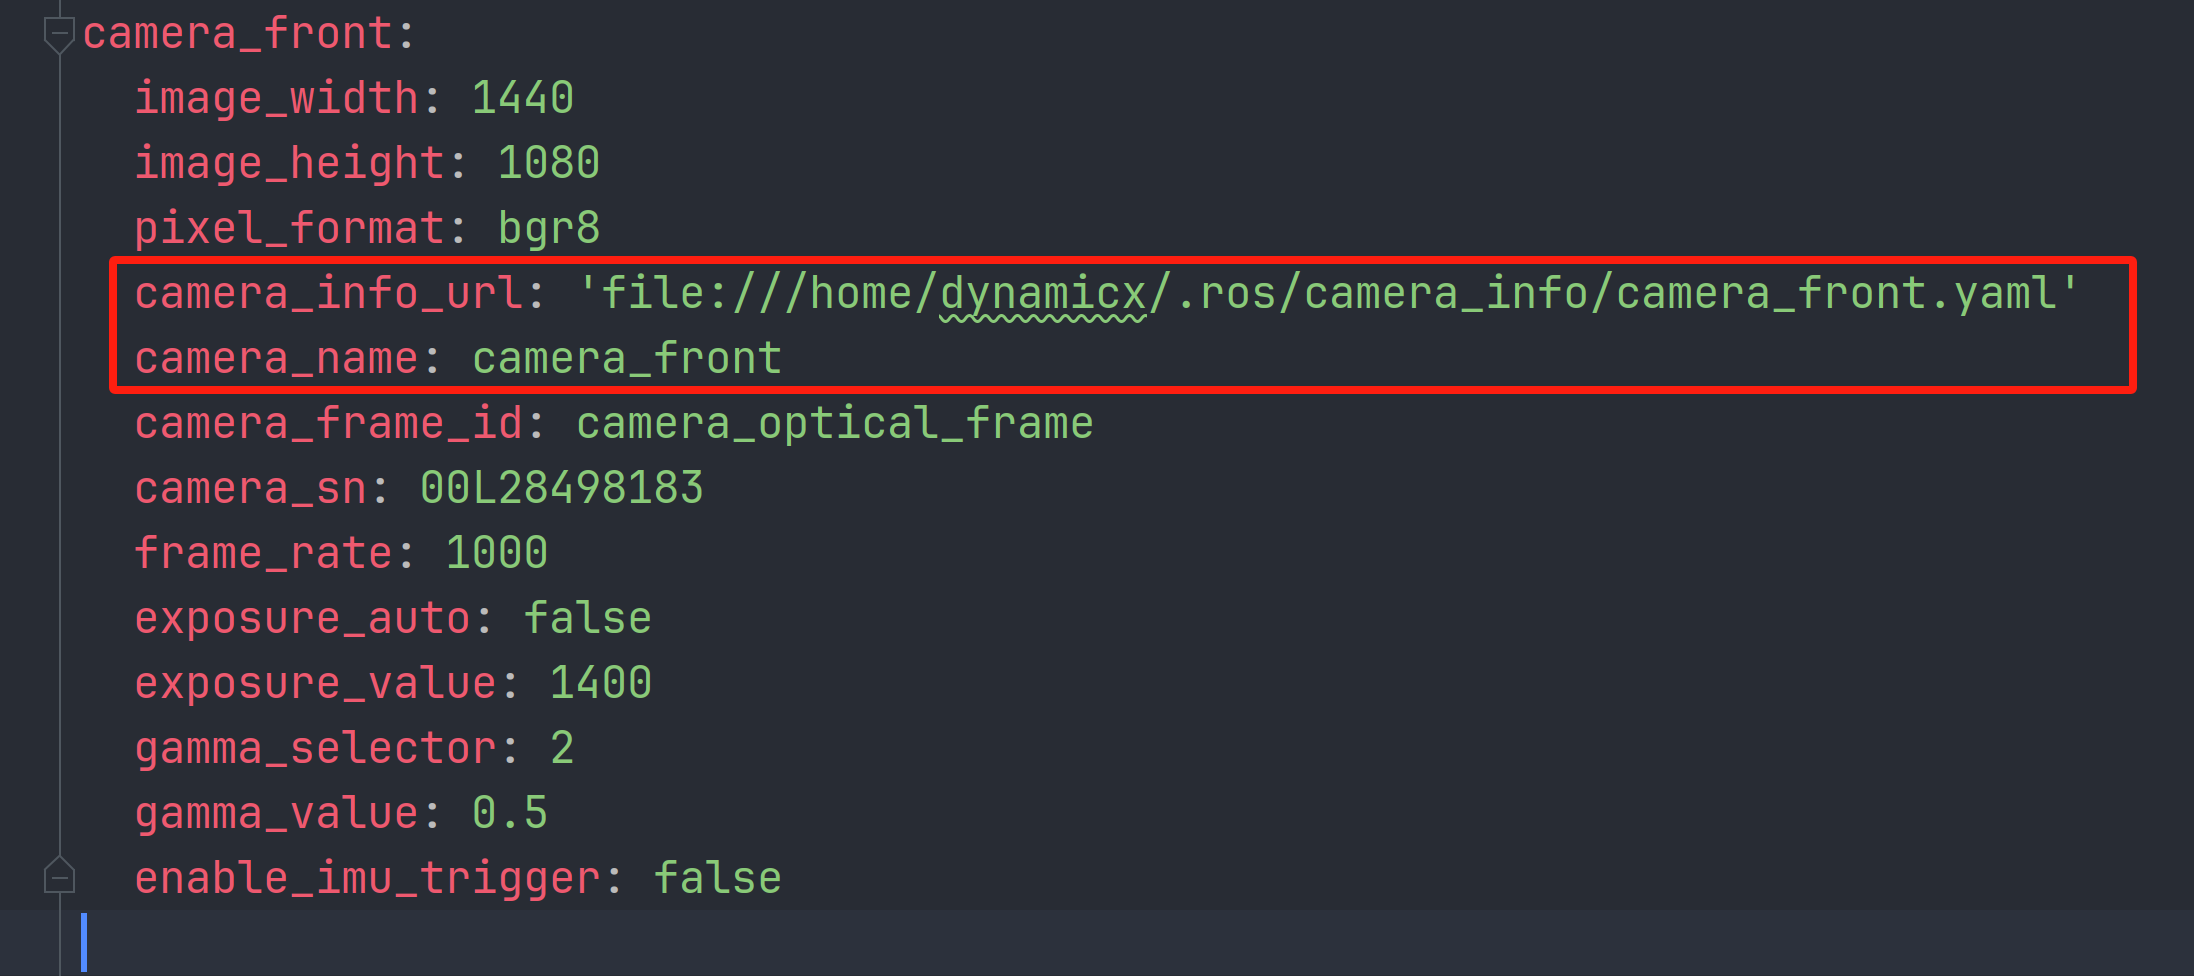 camera_front:
image_width: 1440
image_height: 1080
pixel_format: bgr8
camera_info_url: 'file:///home/dynamicx/.ros/camera_info/camera_front.yaml'
camera_name: camera_front
camera_frame_id: camera_optical_frame
camera_sn: 00L28498183
frame_rate: 1000
exposure_auto: false
exposure_value: 1400
gamma_selector: 2
gamma_value: 0.5
enable_imu_trigger: false